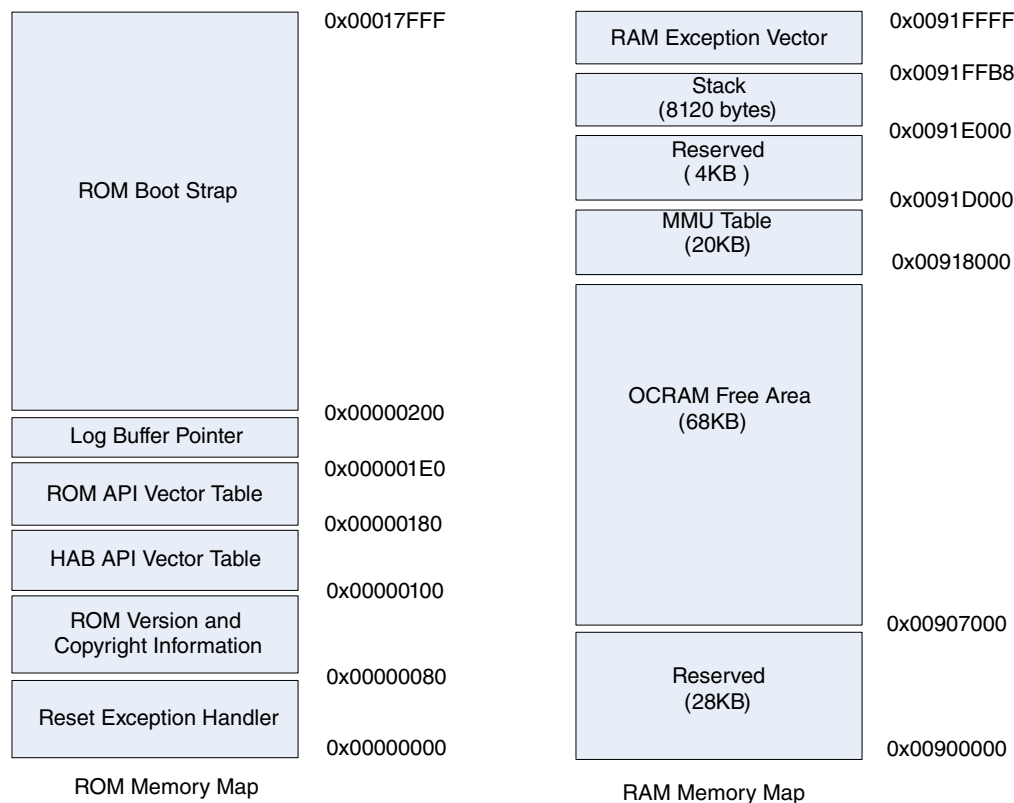 0x00017FFF
ROM Boot Strap
0x00000200
Log Buffer Pointer
0x000001E0
ROM API Vector Table
0x00000180
HAB API Vector Table
0x00000100
ROM Version and
Copyright Information
0x00000080
Reset Exception Handler
0x00000000
ROM Memory Map
0x0091FFFF
RAM Exception Vector
0x0091FFB8
Stack
(8120 bytes)
0x0091E000
Reserved
( 4KB )
0x0091D000
MMU Table
(20KB)
0x00918000
OCRAM Free Area
(68KB)
0x00907000
Reserved
(28KB)
0x00900000
RAM Memory Map